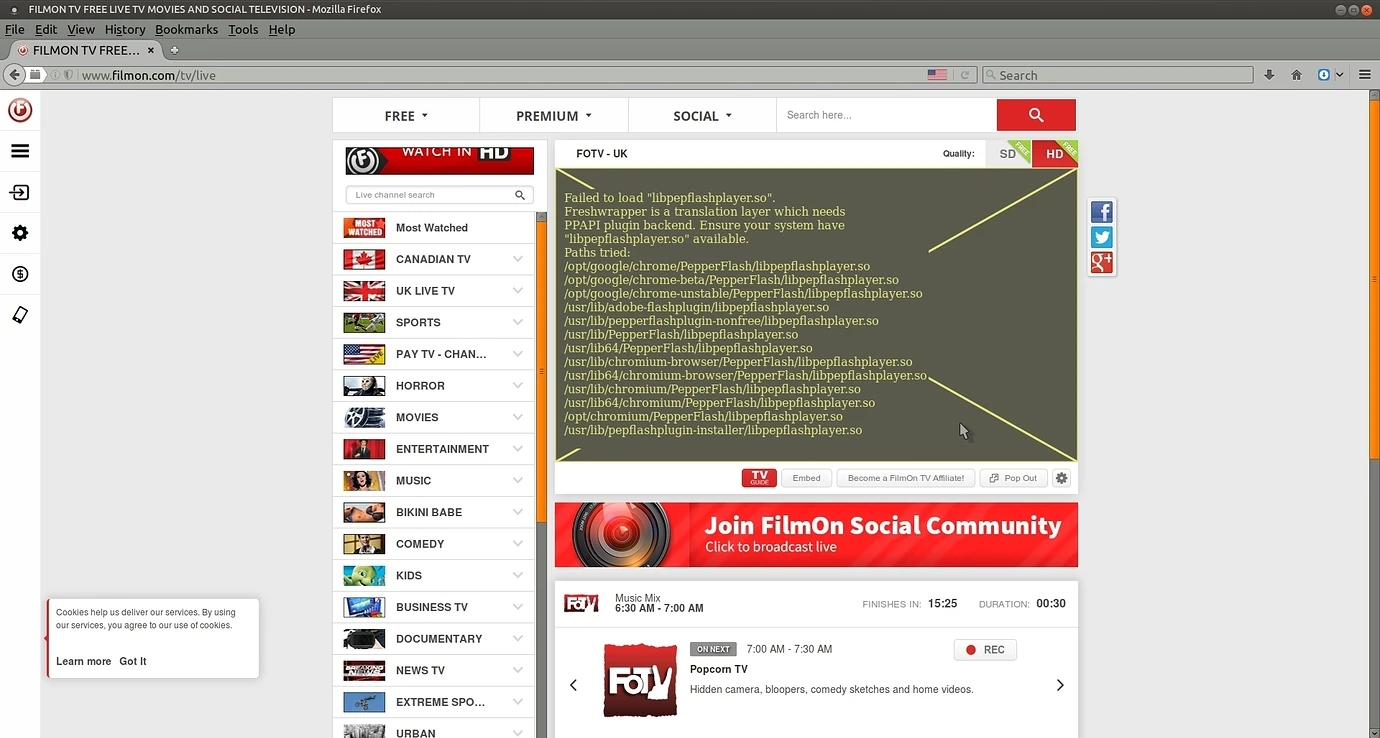 FILMON TV FREE LIVE TV MOVIES AND SOCIAL TELEVISION - Mozilla Firefox
File Edit View History Bookmarks Tools Help
FILMON TV FREE...
www.filmon.com/tv/live
Search
FREE
PREMIUM
SOCIAL
Search here...
WATCH IN HD
Live channel search
MOST WATCHED
Most Watched
CANADIAN TV
UK LIVE TV
SPORTS
LIVE
PAY TV - CHAN...
HORROR
MOVIES
ENTERTAINMENT
MUSIC
BIKINI BABE
COMEDY
KIDS
BUSINESS TV
DOCUMENTARY
BREAKING NEWS
NEWS TV
EXTREME SPO...
URBAN
FOTV - UK
Quality:
SD
FREE
HD
FREE
Failed to load "libpepflashplayer.so".
Freshwrapper is a translation layer which needs
PPAPI plugin backend. Ensure your system have
"libpepflashplayer.so" available.
Paths tried:
/opt/google/chrome/PepperFlash/libpepflashplayer.so
/opt/google/chrome-beta/PepperFlash/libpepflashplayer.so
/opt/google/chrome-unstable/PepperFlash/libpepflashplayer.so
/usr/lib/adobe-flashplugin/libpepflashplayer.so
/usr/lib/pepperflashplugin-nonfree/libpepflashplayer.so
/usr/lib/PepperFlash/libpepflashplayer.so
/usr/lib64/PepperFlash/libpepflashplayer.so
/usr/lib/chromium-browser/PepperFlash/libpepflashplayer.so
/usr/lib64/chromium-browser/PepperFlash/libpepflashplayer.so
/usr/lib/chromium/PepperFlash/libpepflashplayer.so
/usr/lib64/chromium/PepperFlash/libpepflashplayer.so
/opt/chromium/PepperFlash/libpepflashplayer.so
/usr/lib/pepflashplugin-installer/libpepflashplayer.so
TV GUIDE
Embed
Become a FilmOn TV Affiliate!
Pop Out
Join FilmOn Social Community
Click to broadcast live
FOTV
Music Mix
6:30 AM - 7:00 AM
FINISHES IN: 15:25
DURATION: 00:30
FOTV
ON NEXT
7:00 AM - 7:30 AM
REC
Popcorn TV
Hidden camera, bloopers, comedy sketches and home videos.
Cookies help us deliver our services. By using
our services, you agree to our use of cookies.
Learn more Got It